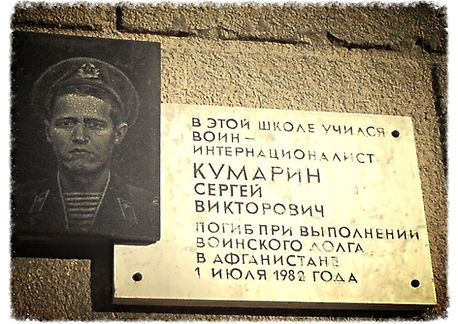 В ЭТОЙ ШКОЛЕ УЧИЛСЯ
ВОИН –
ИНТЕРНАЦИОНАЛИСТ
КУМАРИН
СЕРГЕЙ
ВИКТОРОВИЧ
ПОГИБ ПРИ ВЫПОЛНЕНИИ
ВОИНСКОГО ДОЛГА
В АФГАНИСТАНЕ
1 ИЮЛЯ 1982 ГОДА